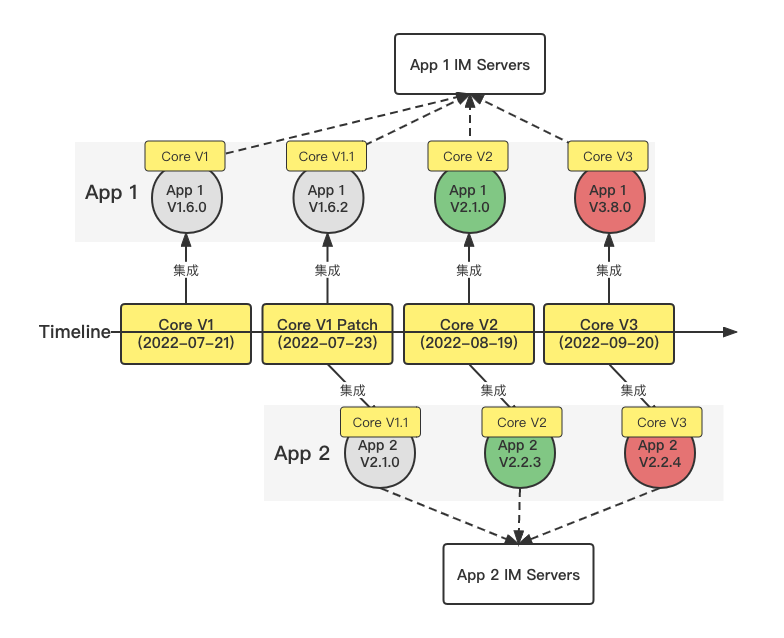 App 1 IM Servers
Core V1
Core V1.1
Core V2
Core V3
App 1
App 1
V1.6.0
App 1
V1.6.2
App 1
V2.1.0
App 1
V3.8.0
集成
集成
集成
集成
Timeline
Core V1
(2022-07-21)
Core V1 Patch
(2022-07-23)
Core V2
(2022-08-19)
Core V3
(2022-09-20)
集成
集成
集成
Core V1.1
Core V2
Core V3
App 2
App 2
V2.1.0
App 2
V2.2.3
App 2
V2.2.4
App 2 IM Servers